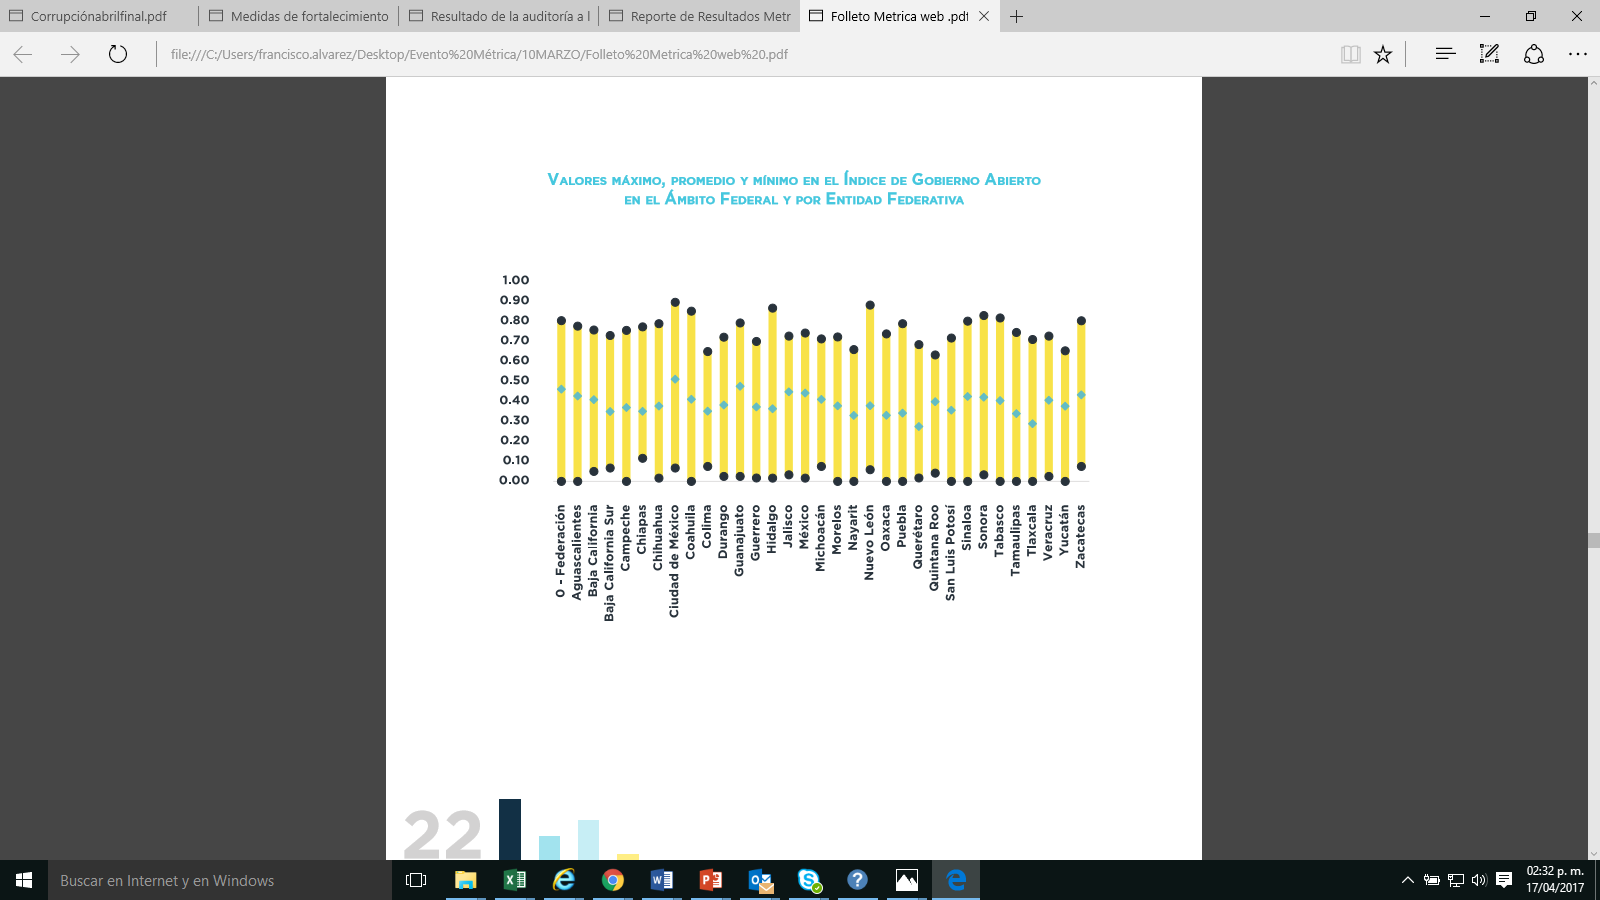 Corrupciónabrilfinal.pdf
Medidas de fortalecimiento
Resultado de la auditoría a l
Reporte de Resultados Metr
Folleto Metrica web .pdf
file:///C:/Users/francisco.alvarez/Desktop/Evento%20Métrica/10MARZO/Folleto%20Metrica%20web%20.pdf
Valores máximo, promedio y mínimo en el Índice de Gobierno Abierto
en el Ámbito Federal y por Entidad Federativa
1.00
0.90
0.80
0.70
0.60
0.50
0.40
0.30
0.20
0.10
0.00
0 - Federación
Aguascalientes
Baja California
Baja California Sur
Campeche
Chiapas
Chihuahua
Ciudad de México
Coahuila
Colima
Durango
Guanajuato
Guerrero
Hidalgo
Jalisco
México
Michoacán
Morelos
Nayarit
Nuevo León
Oaxaca
Puebla
Querétaro
Quintana Roo
San Luis Potosí
Sinaloa
Sonora
Tabasco
Tamaulipas
Tlaxcala
Veracruz
Yucatán
Zacatecas
22
Buscar en Internet y en Windows
02:32 p. m.
17/04/2017